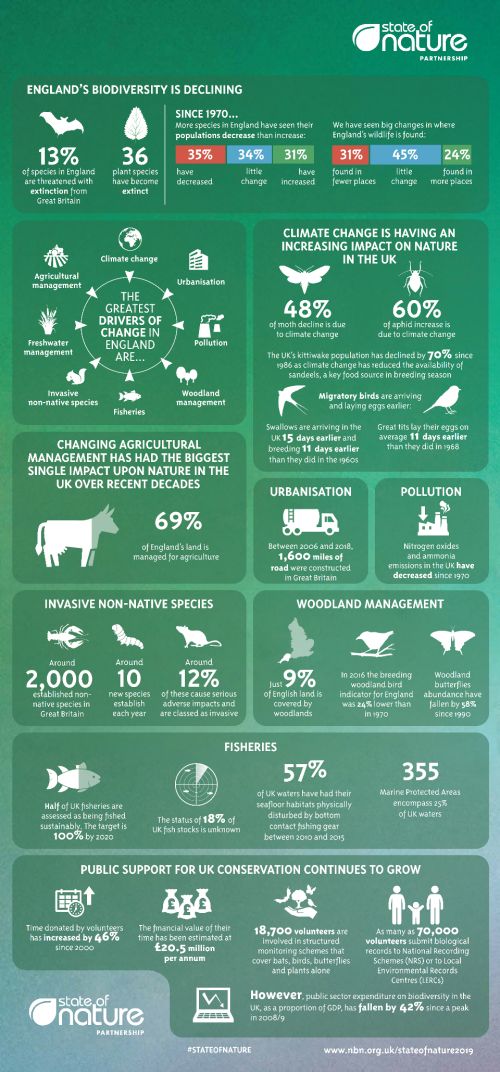 state of
nature
PARTNERSHIP
ENGLAND'S BIODIVERSITY IS DECLINING
13%
of species in England
are threatened with
extinction from
Great Britain
36
plant species
have become
extinct
SINCE 1970...
More species in England have seen their
populations decrease than increase:
35% 34% 31%
have
decreased
little
change
have
increased
We have seen big changes in where
England's wildlife is found:
31% 45% 24%
found in
fewer places
little
change
found in
more places
THE
GREATEST
DRIVERS OF
CHANGE IN
ENGLAND
ARE...
Climate change
Urbanisation
Pollution
Woodland
management
Fisheries
Invasive
non-native species
Freshwater
management
Agricultural
management
CLIMATE CHANGE IS HAVING AN
INCREASING IMPACT ON NATURE
IN THE UK
48%
of moth decline is due
to climate change
60%
of aphid increase is
due to climate change
The UK's kittiwake population has declined by 70% since
1986 as climate change has reduced the availability of
sandeels, a key food source in breeding season
Migratory birds are arriving
and laying eggs earlier:
Swallows are arriving in the
UK 15 days earlier and
breeding 11 days earlier
than they did in the 1960s
Great tits lay their eggs on
average 11 days earlier
than they did in 1968
CHANGING AGRICULTURAL
MANAGEMENT HAS HAD THE BIGGEST
SINGLE IMPACT UPON NATURE IN THE
UK OVER RECENT DECADES
69%
of England's land is
managed for agriculture
URBANISATION
Between 2006 and 2018,
1,600 miles of
road were constructed
in Great Britain
POLLUTION
Nitrogen oxides
and ammonia
emissions in the UK have
decreased since 1970
INVASIVE NON-NATIVE SPECIES
Around
2,000
established non-
native species in
Great Britain
Around
10
new species
establish
each year
Around
12%
of these cause serious
adverse impacts and
are classed as invasive
WOODLAND MANAGEMENT
Just 9%
of English land is
covered by
woodlands
In 2016 the breeding
woodland bird
indicator for England
was 24% lower than
in 1970
Woodland
butterflies
abundance have
fallen by 58%
since 1990
FISHERIES
Half of UK fisheries are
assessed as being fished
sustainably. The target is
100% by 2020
The status of 18% of
UK fish stocks is unknown
57%
of UK waters have had their
seafloor habitats physically
disturbed by bottom
contact fishing gear
between 2010 and 2015
355
Marine Protected Areas
encompass 25%
of UK waters
PUBLIC SUPPORT FOR UK CONSERVATION CONTINUES TO GROW
Time donated by volunteers
has increased by 46%
since 2000
£ £ £
The financial value of their
time has been estimated at
£20.5 million
per annum
18,700 volunteers are
involved in structured
monitoring schemes that
cover bats, birds, butterflies
and plants alone
As many as 70,000
volunteers submit biological
records to National Recording
Schemes (NRS) or to Local
Environmental Records
Centres (LERCs)
However, public sector expenditure on biodiversity in the
UK, as a proportion of GDP, has fallen by 42% since a peak
in 2008/9
state of
nature
PARTNERSHIP
#STATEOFNATURE
www.nbn.org.uk/stateofnature2019